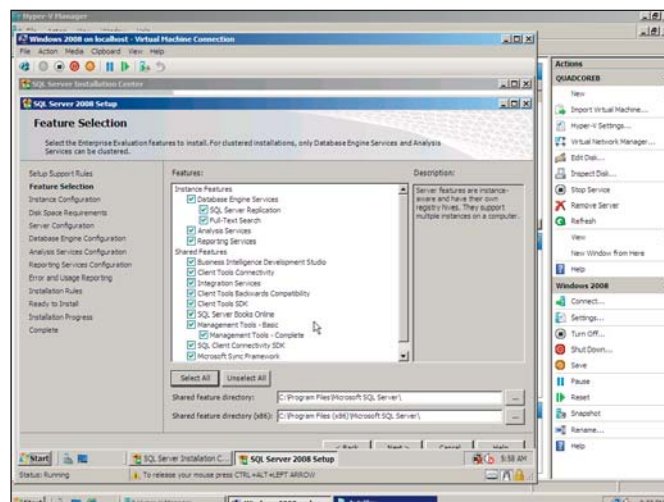 Hyper-V Manager
Windows 2008 on localhost - Virtual Machine Connection
File Action Media Clipboard View Help
SQL Server Installation Center
SQL Server 2008 Setup
Feature Selection
Select the Enterprise Evaluation features to install. For clustered installations, only Database Engine Services and Analysis
Services can be clustered.
Setup Support Rules
Feature Selection
Instance Configuration
Disk Space Requirements
Server Configuration
Database Engine Configuration
Analysis Services Configuration
Reporting Services Configuration
Error and Usage Reporting
Installation Rules
Ready to Install
Installation Progress
Complete
Features:
Instance Features
Database Engine Services
SQL Server Replication
Full-Text Search
Analysis Services
Reporting Services
Shared Features
Business Intelligence Development Studio
Client Tools Connectivity
Integration Services
Client Tools Backwards Compatibility
Client Tools SDK
SQL Server Books Online
Management Tools - Basic
Management Tools - Complete
SQL Client Connectivity SDK
Microsoft Sync Framework
Description:
Server features are instance-
aware and have their own
registry hives. They support
multiple instances on a computer.
Select All Unselect All
Shared feature directory: C:\Program Files\Microsoft SQL Server\
...
Shared feature directory (x86): C:\Program Files (x86)\Microsoft SQL Server\
...
< Back Next > Cancel Help
Start SQL Server Installation C... SQL Server 2008 Setup 5:58 AM
Status: Running To release your mouse press CTRL+ALT+LEFT ARROW
Actions
QUADCOREB
New
Import Virtual Machine...
Hyper-V Settings...
Virtual Network Manager...
Edit Disk...
Inspect Disk...
Stop Service
Remove Server
Refresh
View
New Window from Here
Help
Windows 2008
Connect...
Settings...
Turn Off...
Shut Down...
Save
Pause
Reset
Snapshot
Rename...
Help